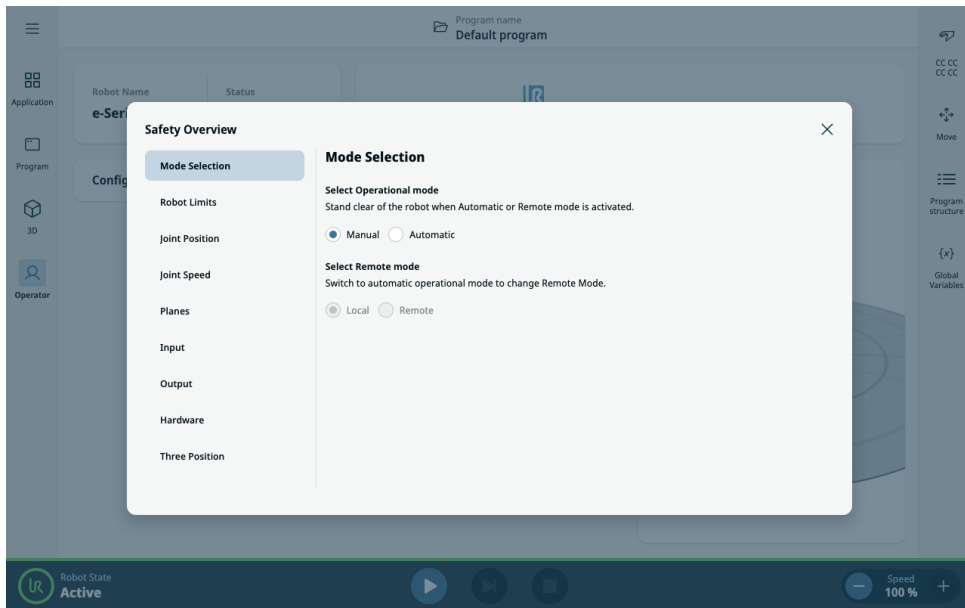 Program name
Default program
Application
Program
3D
Operator
Robot Name
Status
e-Seri
Config
Safety Overview
Mode Selection
Robot Limits
Joint Position
Joint Speed
Planes
Input
Output
Hardware
Three Position
Mode Selection
Select Operational mode
Stand clear of the robot when Automatic or Remote mode is activated.
Manual Automatic
Select Remote mode
Switch to automatic operational mode to change Remote Mode.
Local Remote
CC CC
CC CC
Move
Program
structure
{x}
Global
Variables
Robot State
Active
Speed
100 %